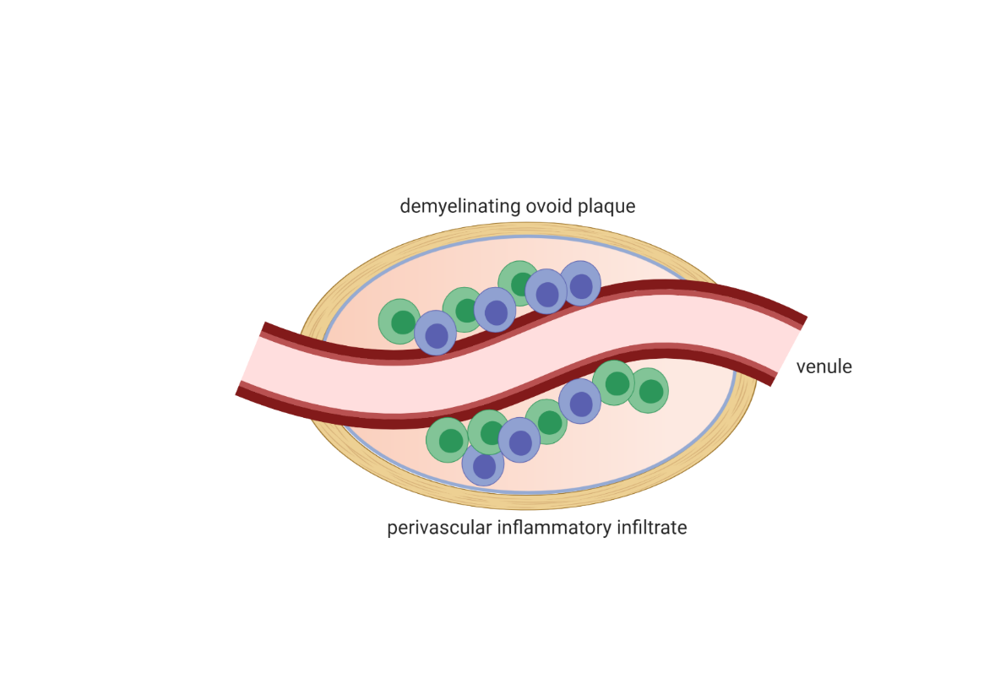 demyelinating ovoid plaque
venule
perivascular inflammatory infiltrate